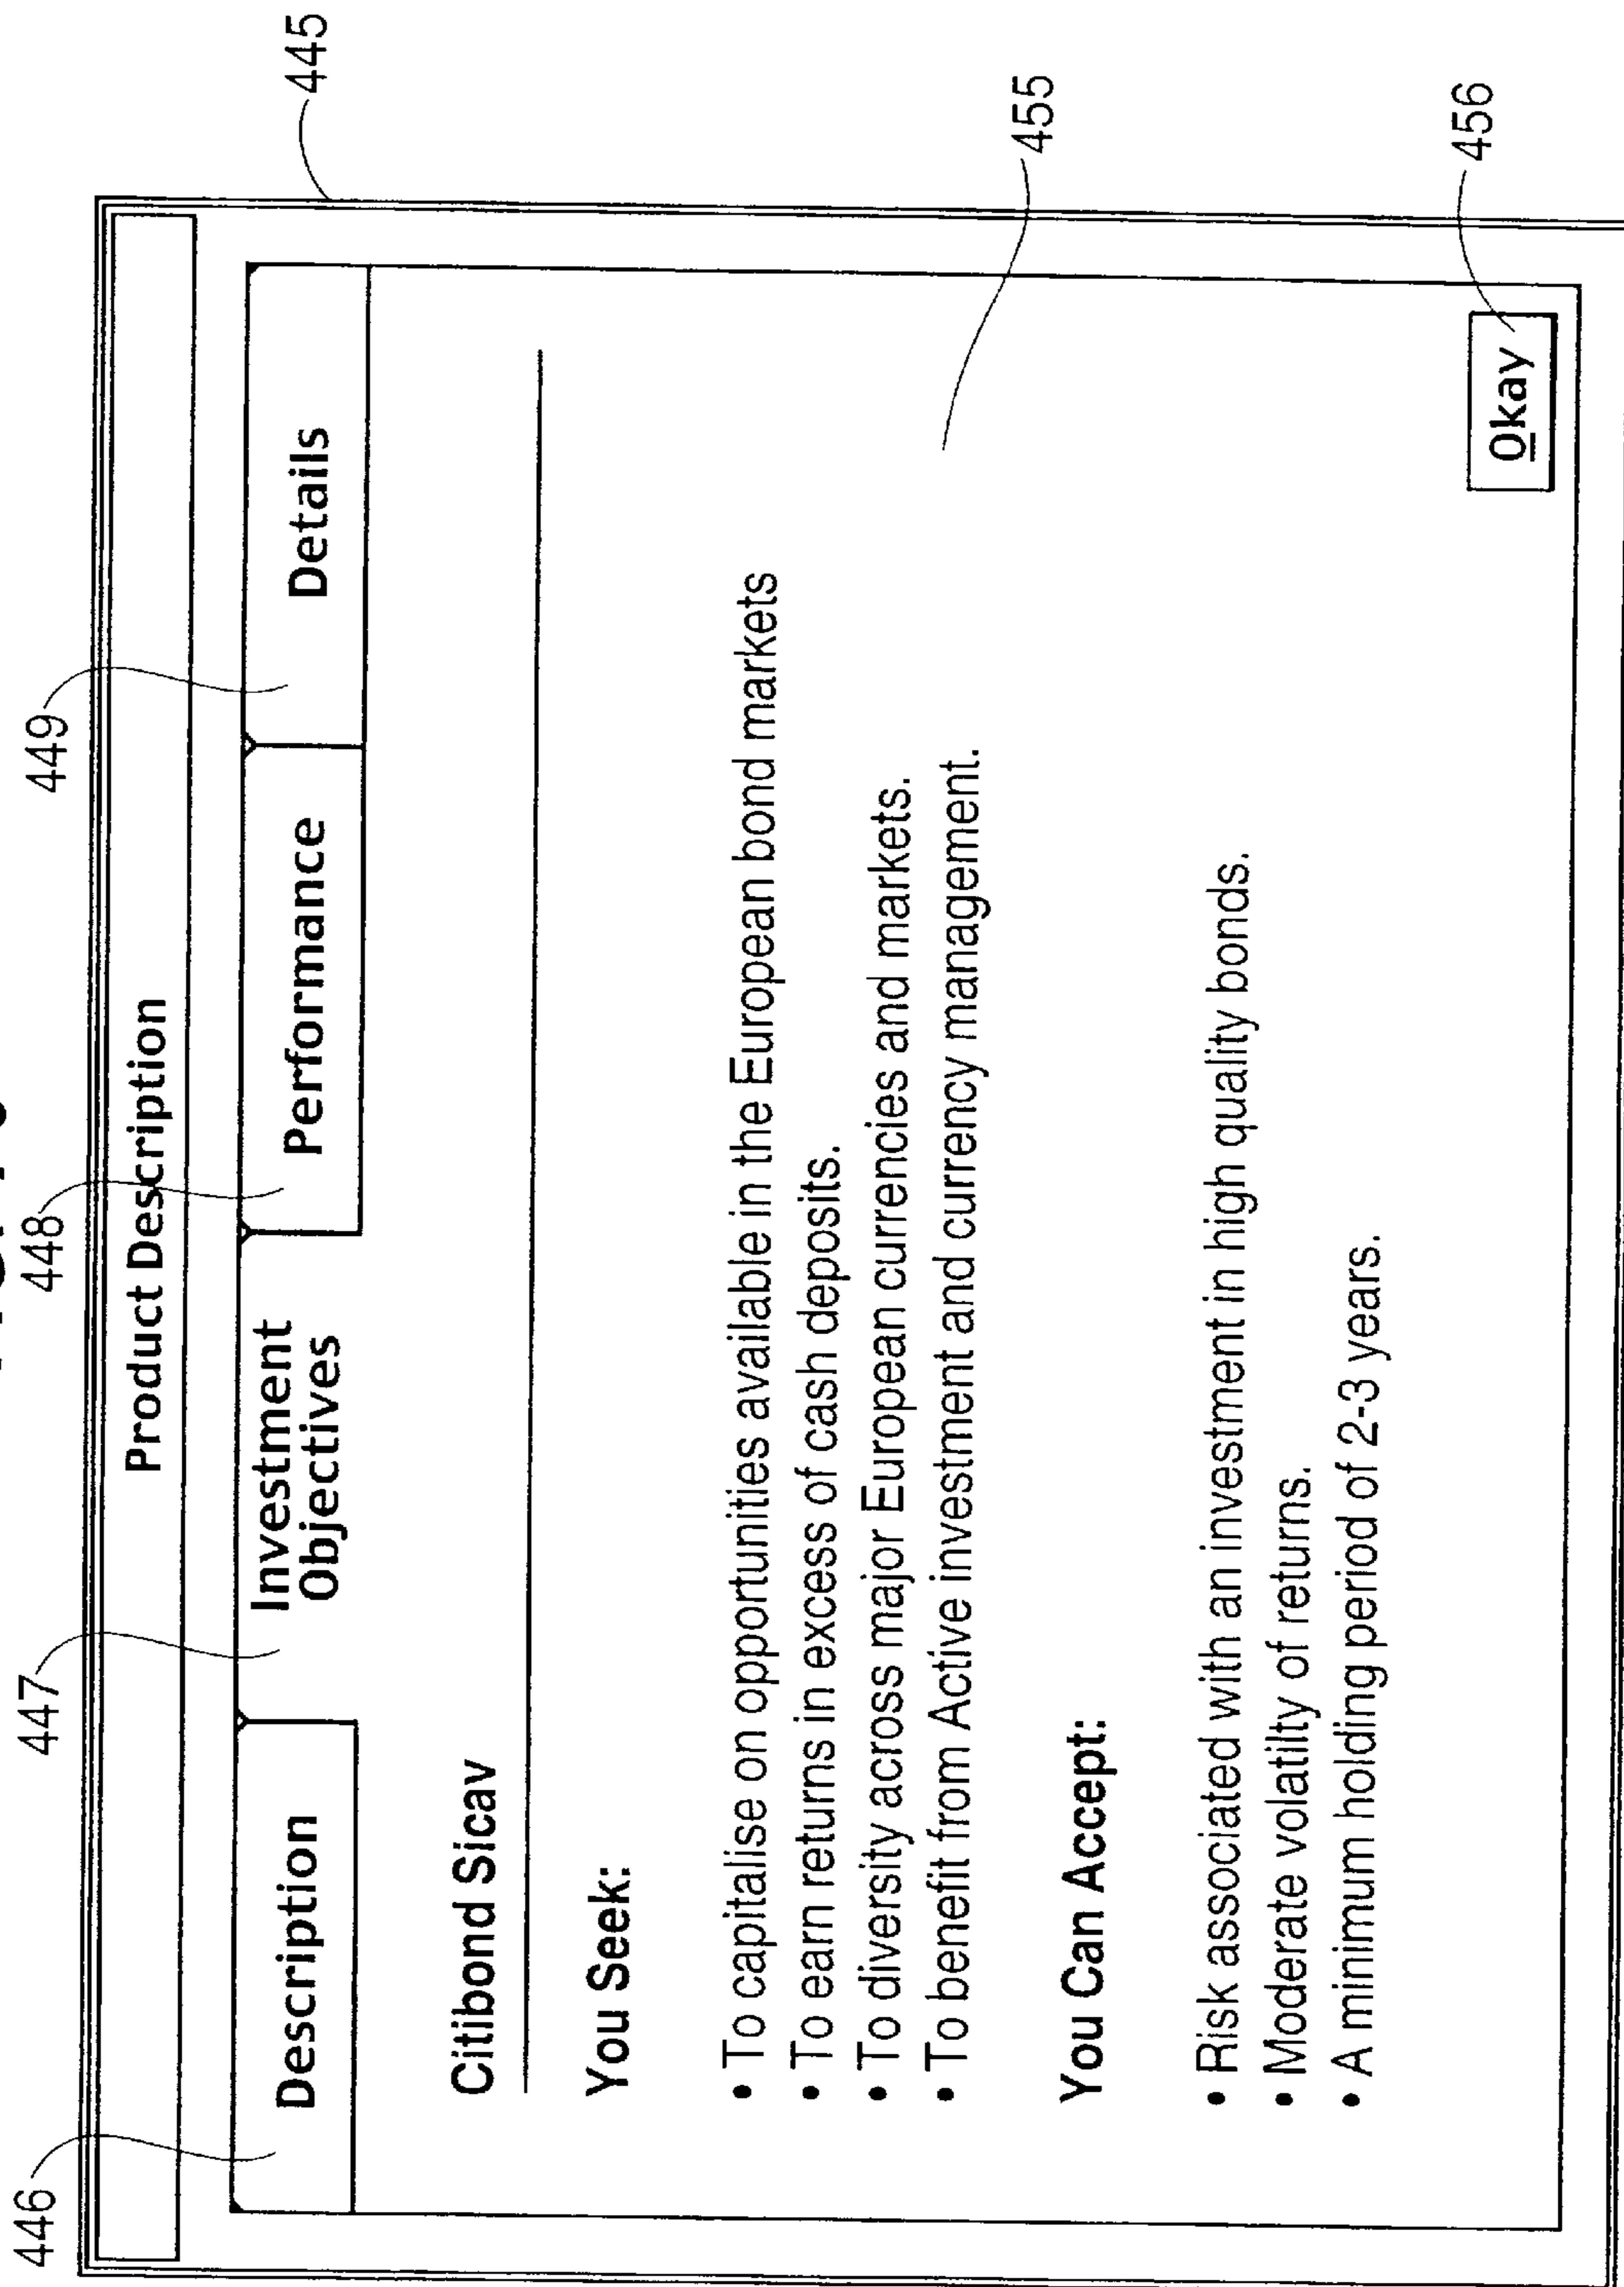 446
447
448
449
445
Product Description
Description
Investment
Objectives
Performance
Details
Citibond Sicav
You Seek:
• To capitalise on opportunities available in the European bond markets
• To earn returns in excess of cash deposits.
• To diversity across major European currencies and markets.
• To benefit from Active investment and currency management.
455
You Can Accept:
• Risk associated with an investment in high quality bonds.
• Moderate volatilty of returns.
• A minimum holding period of 2-3 years.
Okay
456